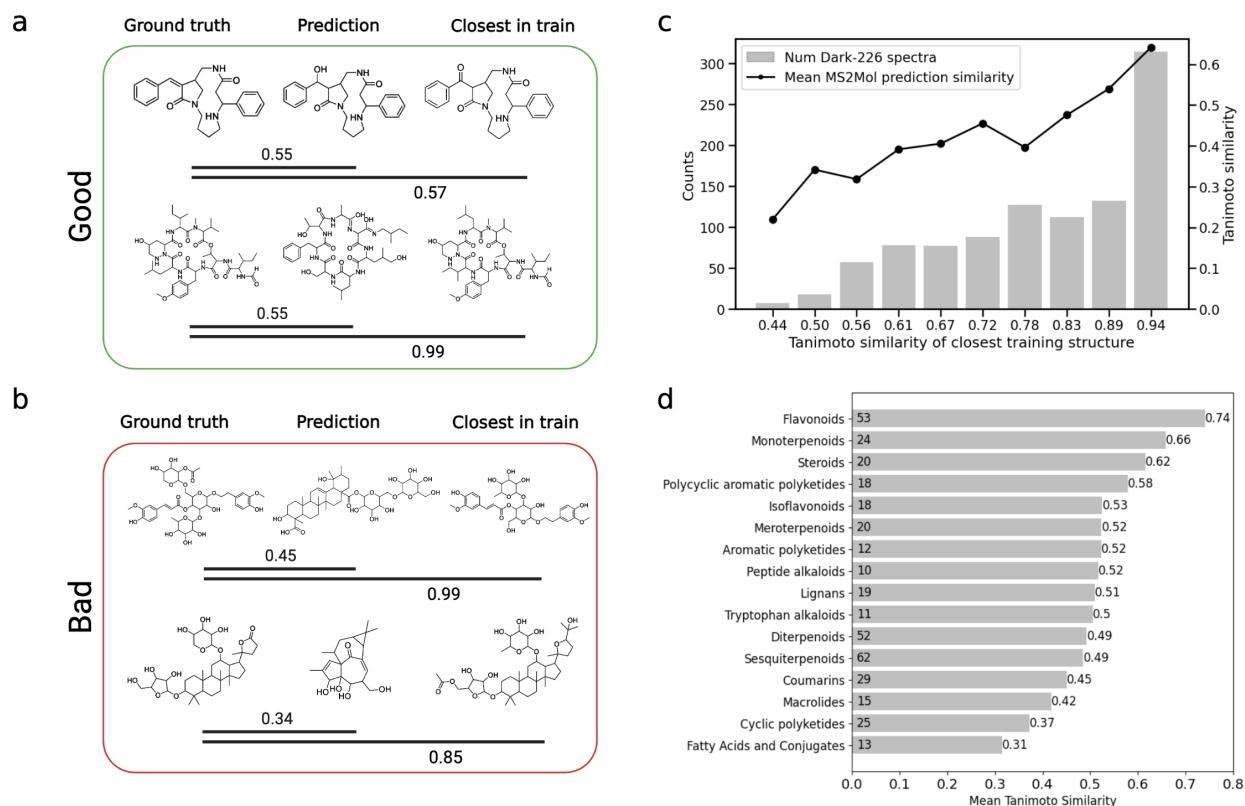 a
Ground truth Prediction Closest in train
Good
0.55
0.57
0.55
0.99
b
Ground truth Prediction Closest in train
Bad
0.45
0.99
0.34
0.85
c
Num Dark-226 spectra
Mean MS2Mol prediction similarity
Counts
300
250
200
150
100
50
0
0.6
0.5
0.4
0.3
0.2
0.1
0.0
Tanimoto similarity
0.44 0.50 0.56 0.61 0.67 0.72 0.78 0.83 0.89 0.94
Tanimoto similarity of closest training structure
d
Flavonoids 53 0.74
Monoterpenoids 24 0.66
Steroids 20 0.62
Polycyclic aromatic polyketides 18 0.58
Isoflavonoids 18 0.53
Meroterpenoids 20 0.52
Aromatic polyketides 12 0.52
Peptide alkaloids 10 0.52
Lignans 19 0.51
Tryptophan alkaloids 11 0.5
Diterpenoids 52 0.49
Sesquiterpenoids 62 0.49
Coumarins 29 0.45
Macrolides 15 0.42
Cyclic polyketides 25 0.37
Fatty Acids and Conjugates 13 0.31
0.0 0.1 0.2 0.3 0.4 0.5 0.6 0.7 0.8
Mean Tanimoto Similarity